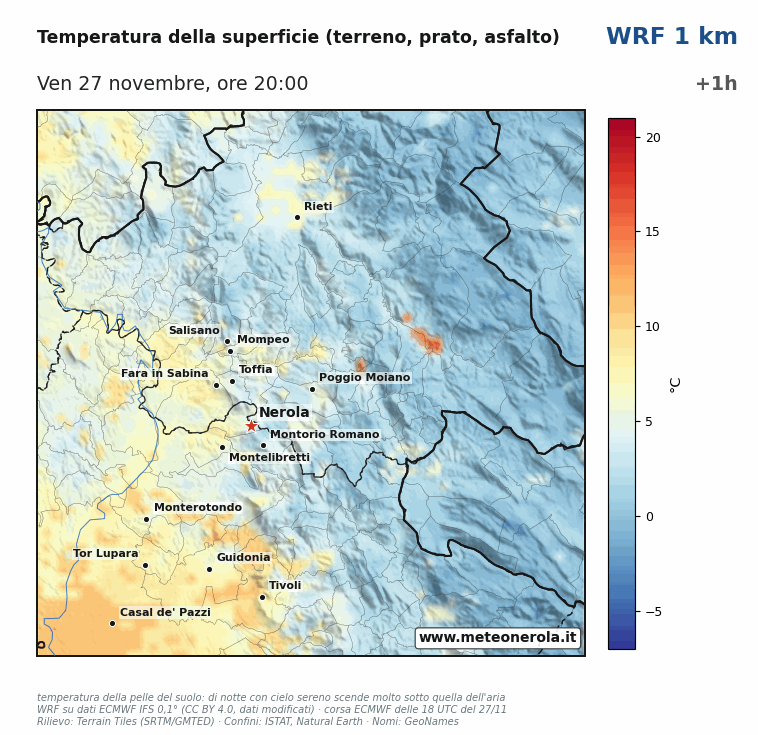 Temperatura della superficie (terreno, prato, asfalto)
WRF 1 km
Ven 27 novembre, ore 20:00
+1h
Rieti
Salisano
Mompeo
Toffia
Fara in Sabina
Poggio Moiano
Nerola
Montorio Romano
Montelibretti
Monterotondo
Tor Lupara
Guidonia
Tivoli
Casal de' Pazzi
www.meteonerola.it
20
15
10
5
0
−5
°C
temperatura della pelle del suolo: di notte con cielo sereno scende molto sotto quella dell'aria
WRF su dati ECMWF IFS 0,1° (CC BY 4.0, dati modificati) · corsa ECMWF delle 18 UTC del 27/11
Rilievo: Terrain Tiles (SRTM/GMTED) · Confini: ISTAT, Natural Earth · Nomi: GeoNames